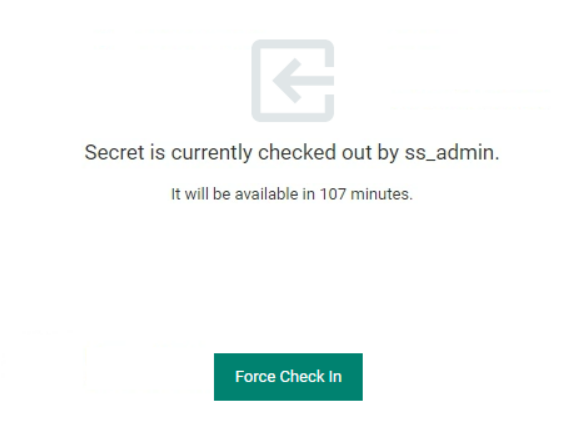 Secret is currently checked out by ss_admin.
It will be available in 107 minutes.
Force Check In